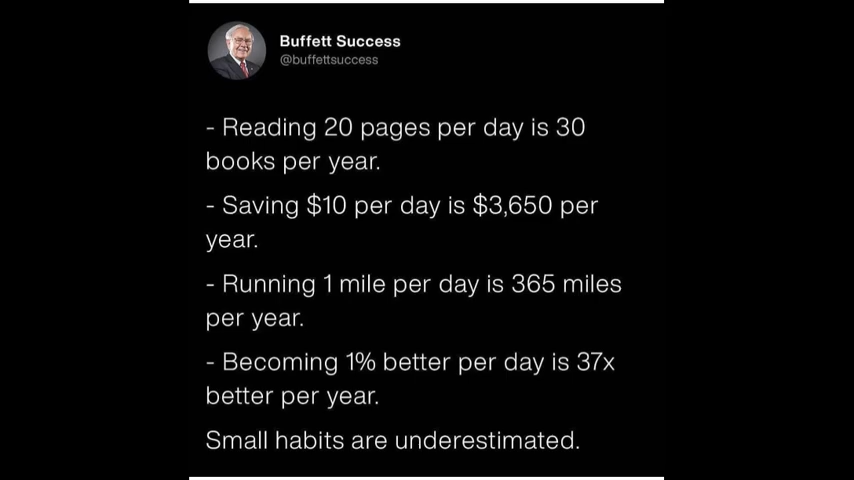 Buffett Success
@buffettsuccess
- Reading 20 pages per day is 30
books per year.
- Saving $10 per day is $3,650 per
year.
- Running 1 mile per day is 365 miles
per year.
- Becoming 1% better per day is 37x
better per year.
Small habits are underestimated.